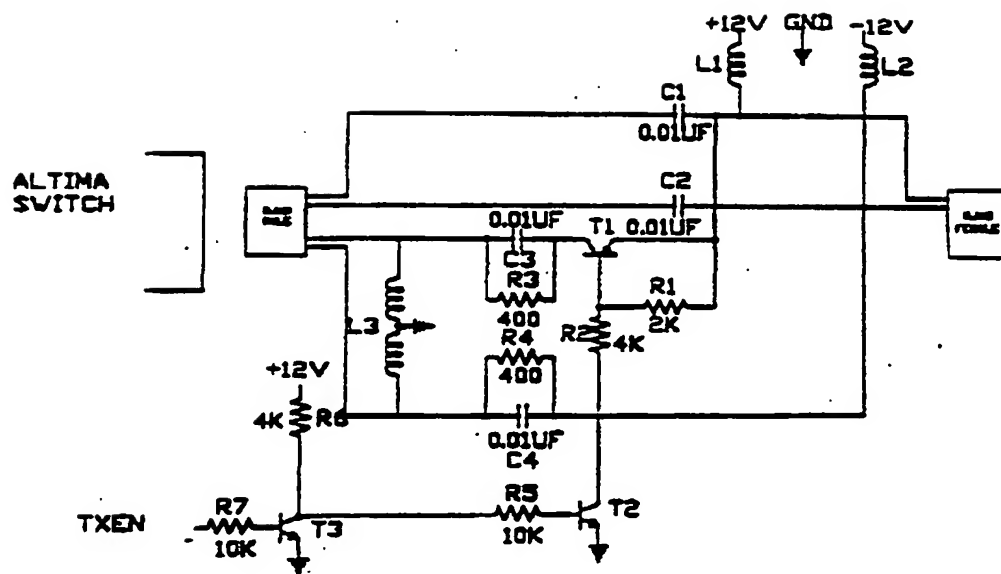 +12V GND -12V
L1
L2
C1
0.01UF
ALTIMA
SWITCH
C2
0.01UF
T1
0.01UF
C3
R3
400
R1
2K
L3
R2
4K
R4
400
+12V
4K
R6
0.01UF
C4
R7
10K
TXEN
T3
R5
10K
T2